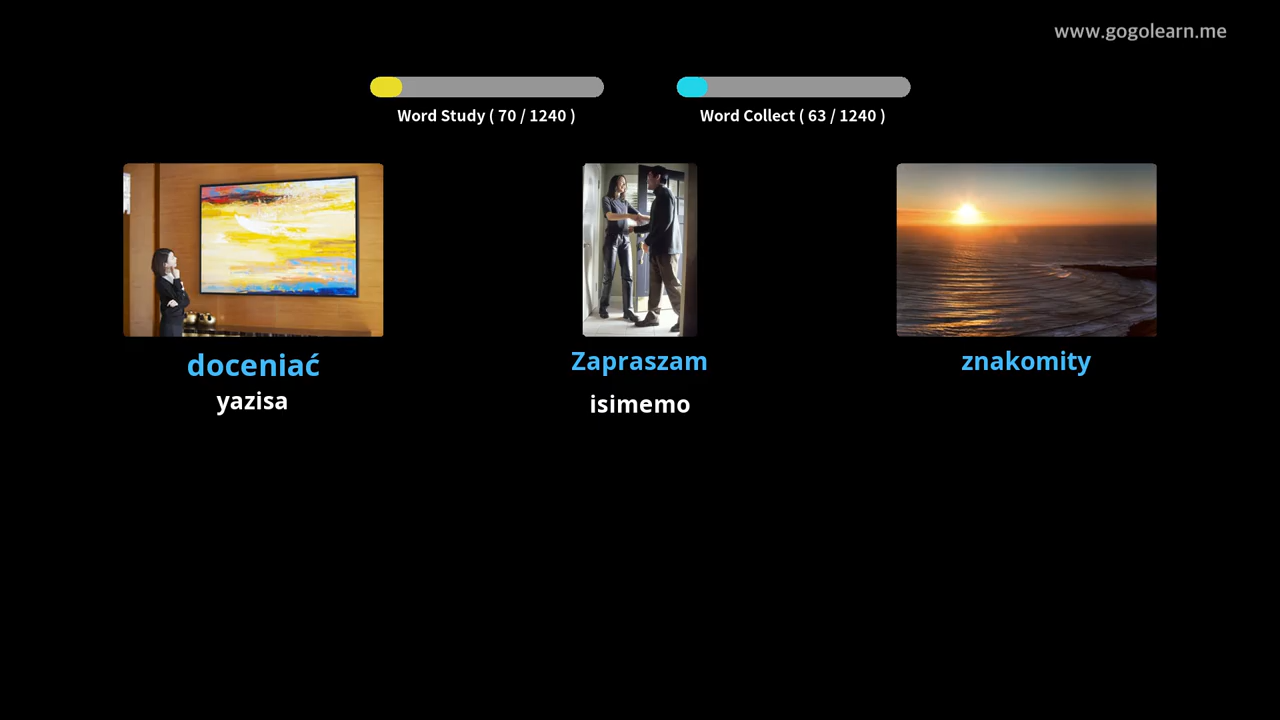 www.gogolearn.me
Word Study ( 70 / 1240 )
Word Collect ( 63 / 1240 )
doceniać
yazisa
Zapraszam
isimemo
znakomity